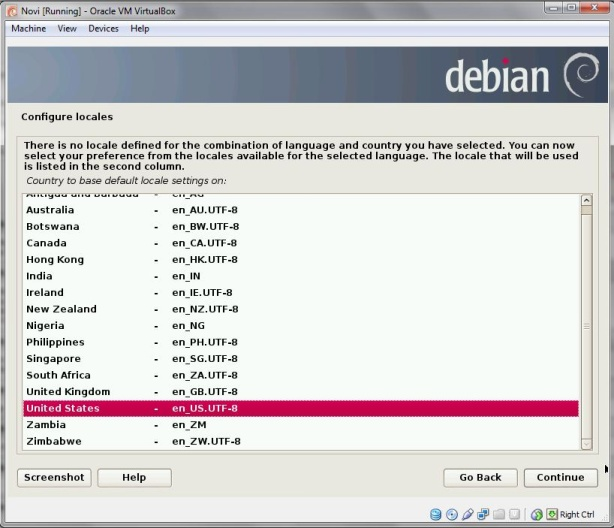 Novi [Running] - Oracle VM VirtualBox
Machine View Devices Help
debian
Configure locales
There is no locale defined for the combination of language and country you have selected. You can now
select your preference from the locales available for the selected language. The locale that will be used
is listed in the second column.
Country to base default locale settings on:
Antigua and Barbuda - en_AG
Australia - en_AU.UTF-8
Botswana - en_BW.UTF-8
Canada - en_CA.UTF-8
Hong Kong - en_HK.UTF-8
India - en_IN
Ireland - en_IE.UTF-8
New Zealand - en_NZ.UTF-8
Nigeria - en_NG
Philippines - en_PH.UTF-8
Singapore - en_SG.UTF-8
South Africa - en_ZA.UTF-8
United Kingdom - en_GB.UTF-8
United States - en_US.UTF-8
Zambia - en_ZM
Zimbabwe - en_ZW.UTF-8
Screenshot Help Go Back Continue
Right Ctrl